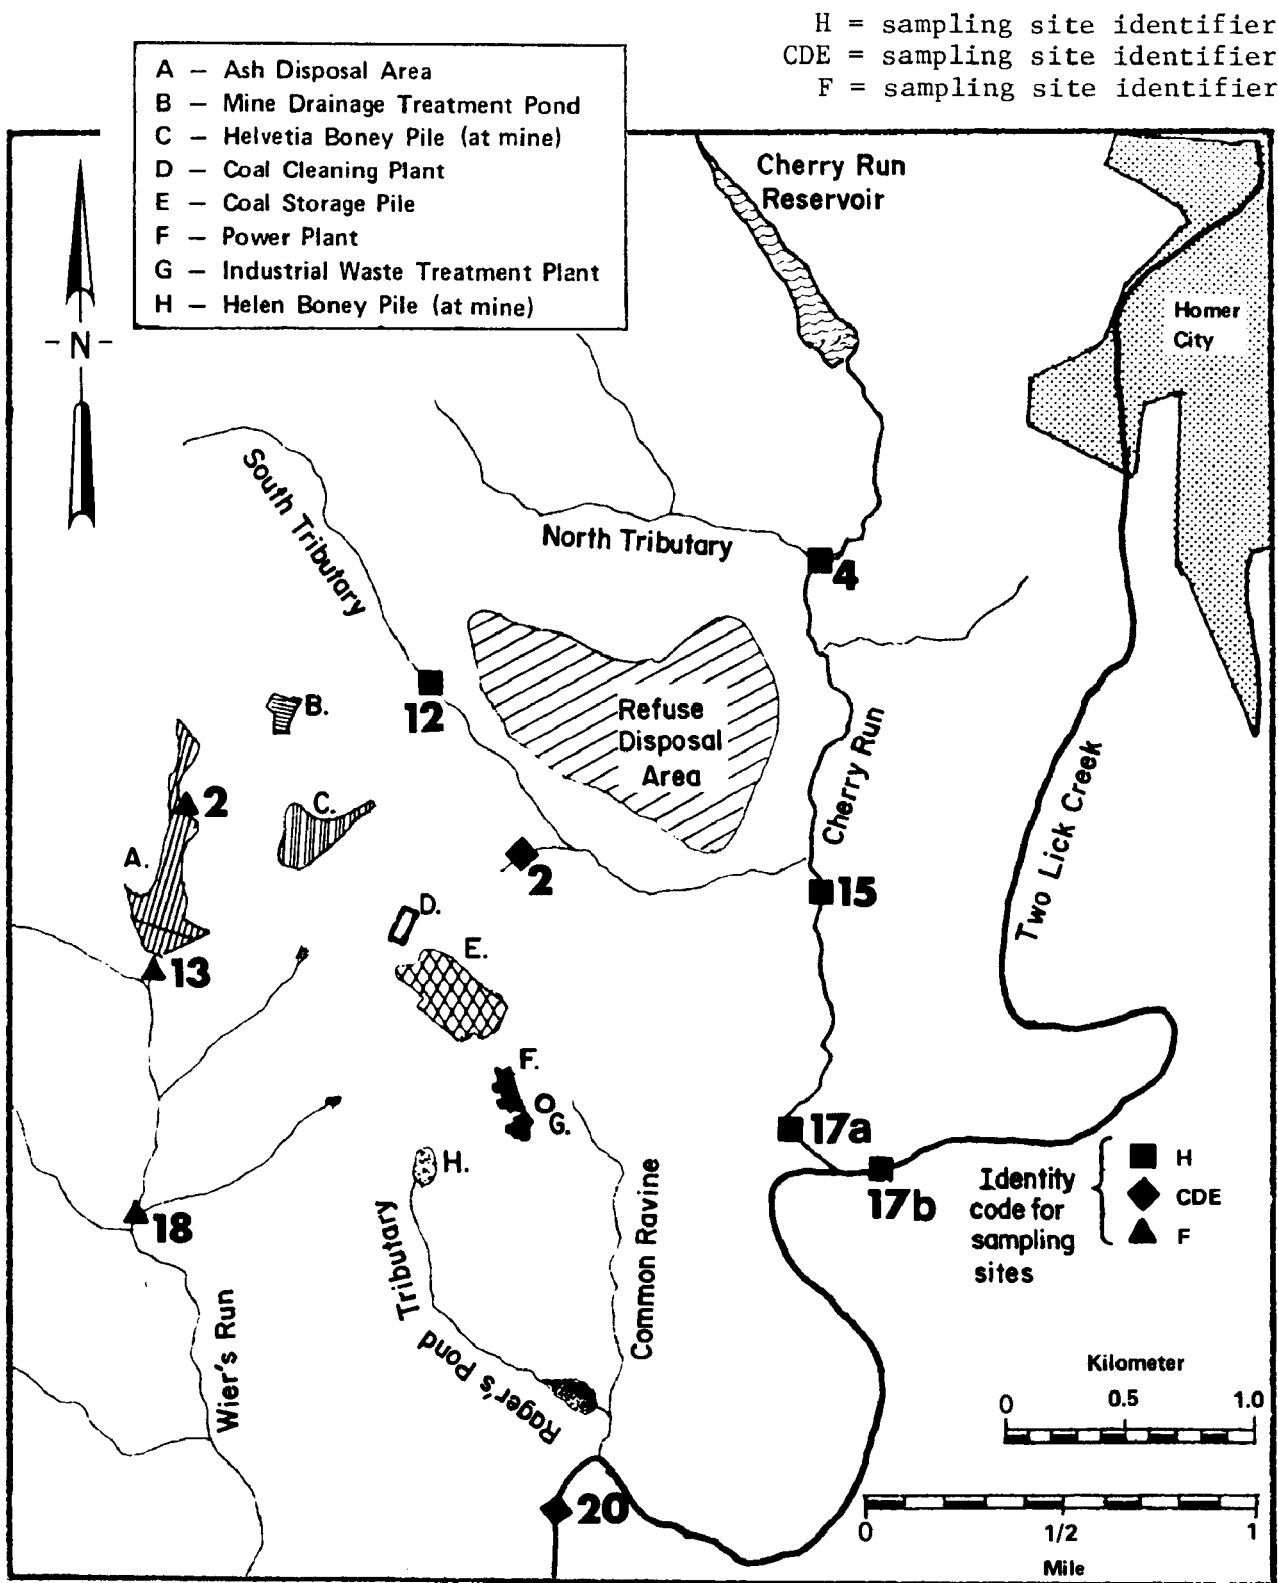 H = sampling site identifier
CDE = sampling site identifier
F = sampling site identifier
A – Ash Disposal Area
B – Mine Drainage Treatment Pond
C – Helvetia Boney Pile (at mine)
D – Coal Cleaning Plant
E – Coal Storage Pile
F – Power Plant
G – Industrial Waste Treatment Plant
H – Helen Boney Pile (at mine)
Cherry Run
Reservoir
Homer
City
- N -
South Tributary
North Tributary
4
12
B.
Refuse
Disposal
Area
Cherry Run
Two Lick Creek
2
C.
A.
2
15
D.
E.
13
F.
G.
17a
H.
17b
Identity
code for
sampling
sites
H
CDE
F
18
Wier's Run
Rager's Pond Tributary
Common Ravine
20
Kilometer
0 0.5 1.0
0 1/2 1
Mile